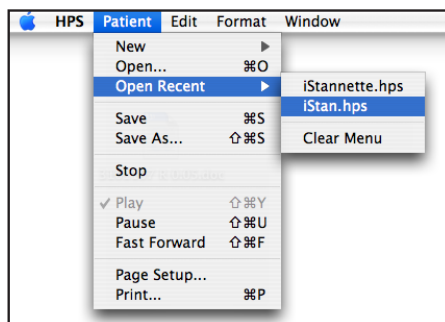 HPS Patient Edit Format Window
New
Open... ⌘O
Open Recent
iStannette.hps
iStan.hps
Clear Menu
Save ⌘S
Save As... ⇧⌘S
Stop
✓ Play ⇧⌘Y
Pause ⇧⌘U
Fast Forward ⇧⌘F
Page Setup...
Print... ⌘P